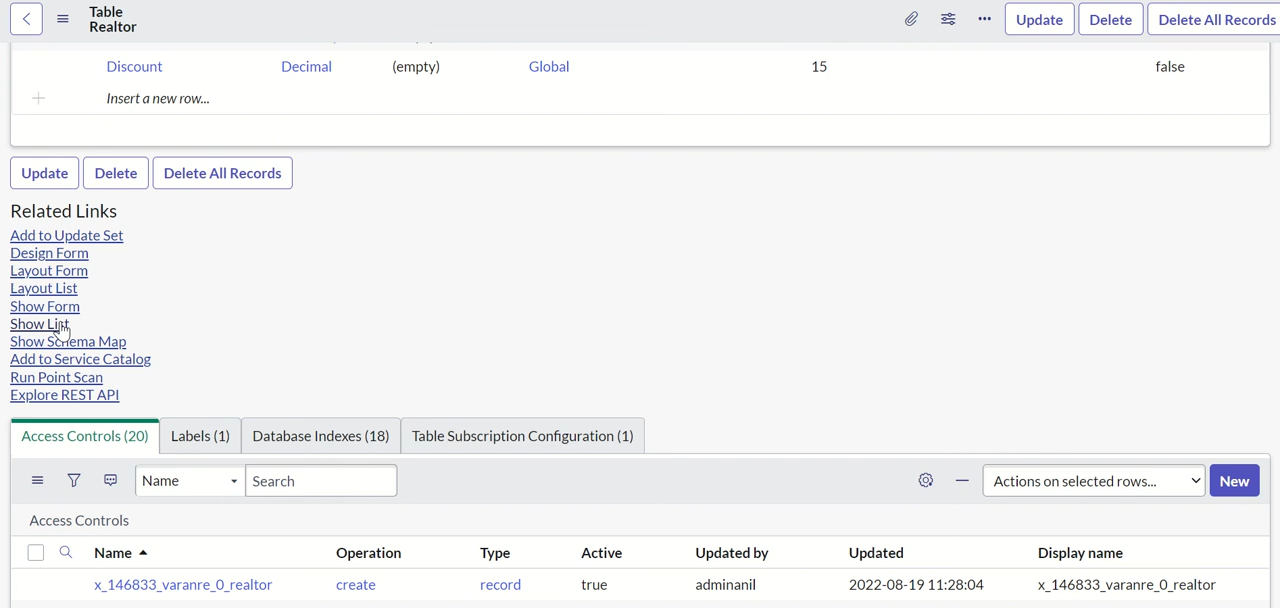 Table
Realtor
Update Delete Delete All Records
Discount Decimal (empty) Global 15 false
Insert a new row...
Update Delete Delete All Records
Related Links
Add to Update Set
Design Form
Layout Form
Layout List
Show Form
Show List
Show Schema Map
Add to Service Catalog
Run Point Scan
Explore REST API
Access Controls (20) Labels (1) Database Indexes (18) Table Subscription Configuration (1)
Name Search Actions on selected rows... New
Access Controls
Name Operation Type Active Updated by Updated Display name
x_146833_varanre_0_realtor create record true adminanil 2022-08-19 11:28:04 x_146833_varanre_0_realtor